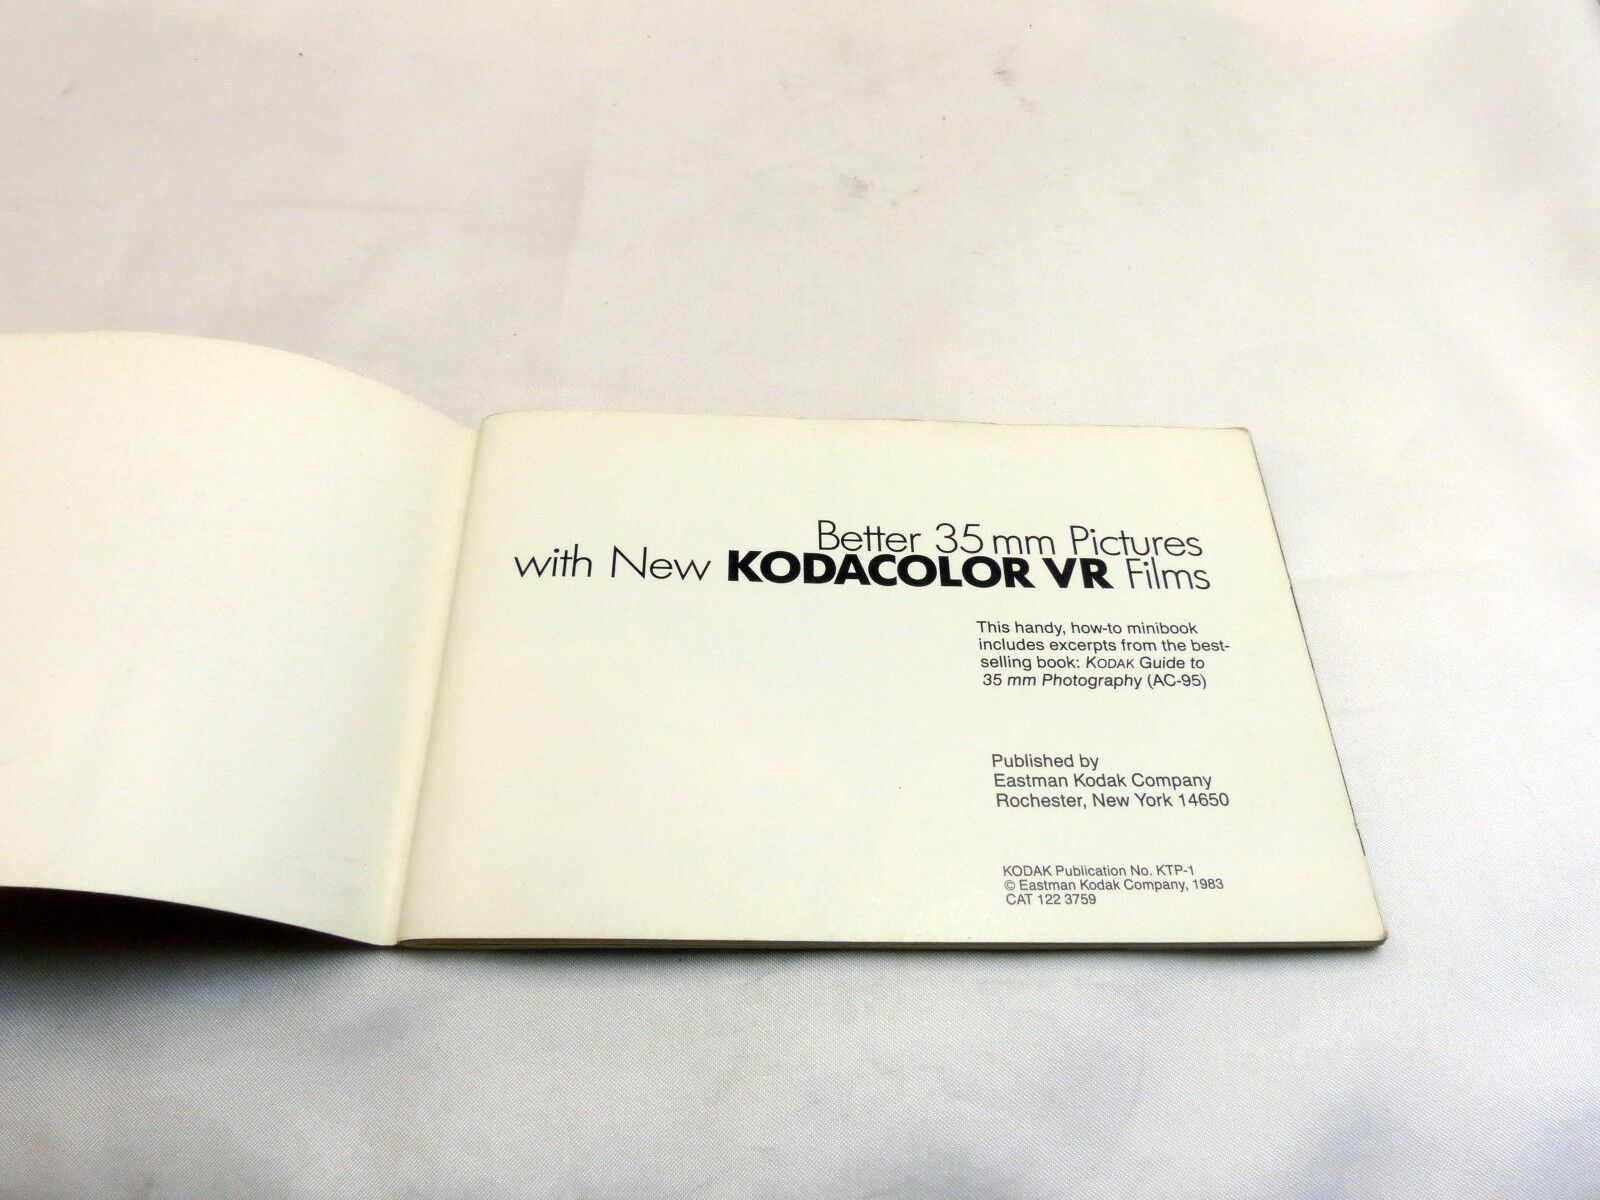 Better 35 mm Pictures
with New KODACOLOR VR Films
This handy, how-to minibook
includes excerpts from the best-
selling book: KODAK Guide to
35 mm Photography (AC-95)
Published by
Eastman Kodak Company
Rochester, New York 14650
KODAK Publication No. KTP-1
© Eastman Kodak Company, 1983
CAT 122 3759